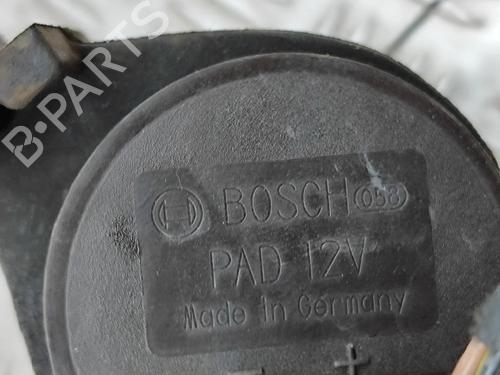 B-PARTS
BOSCH 058
PAD 12V
Made in Germany
- +